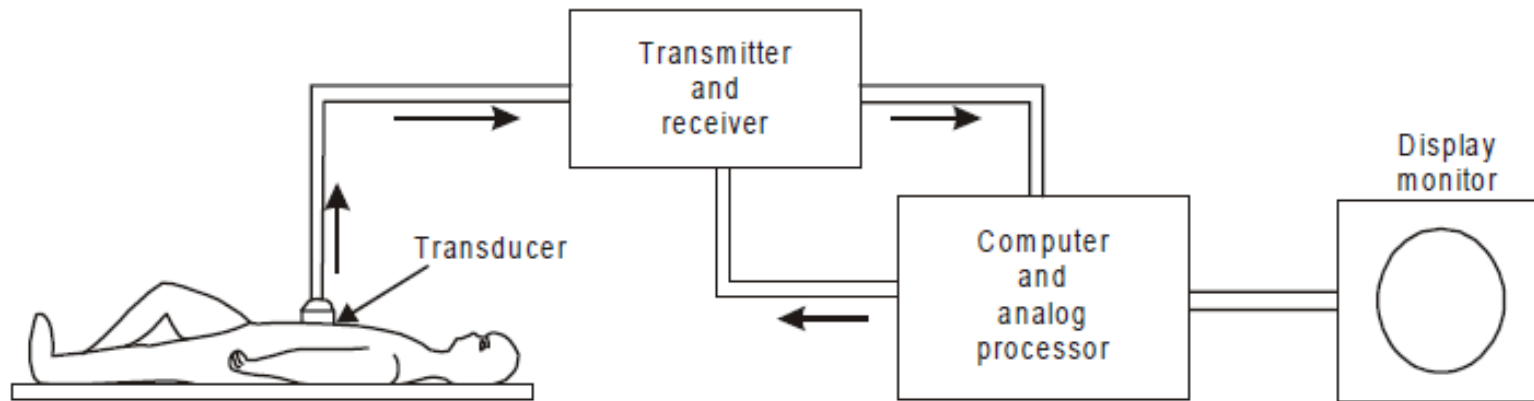 Transmitter
and
receiver
Display
monitor
Transducer
Computer
and
analog
processor